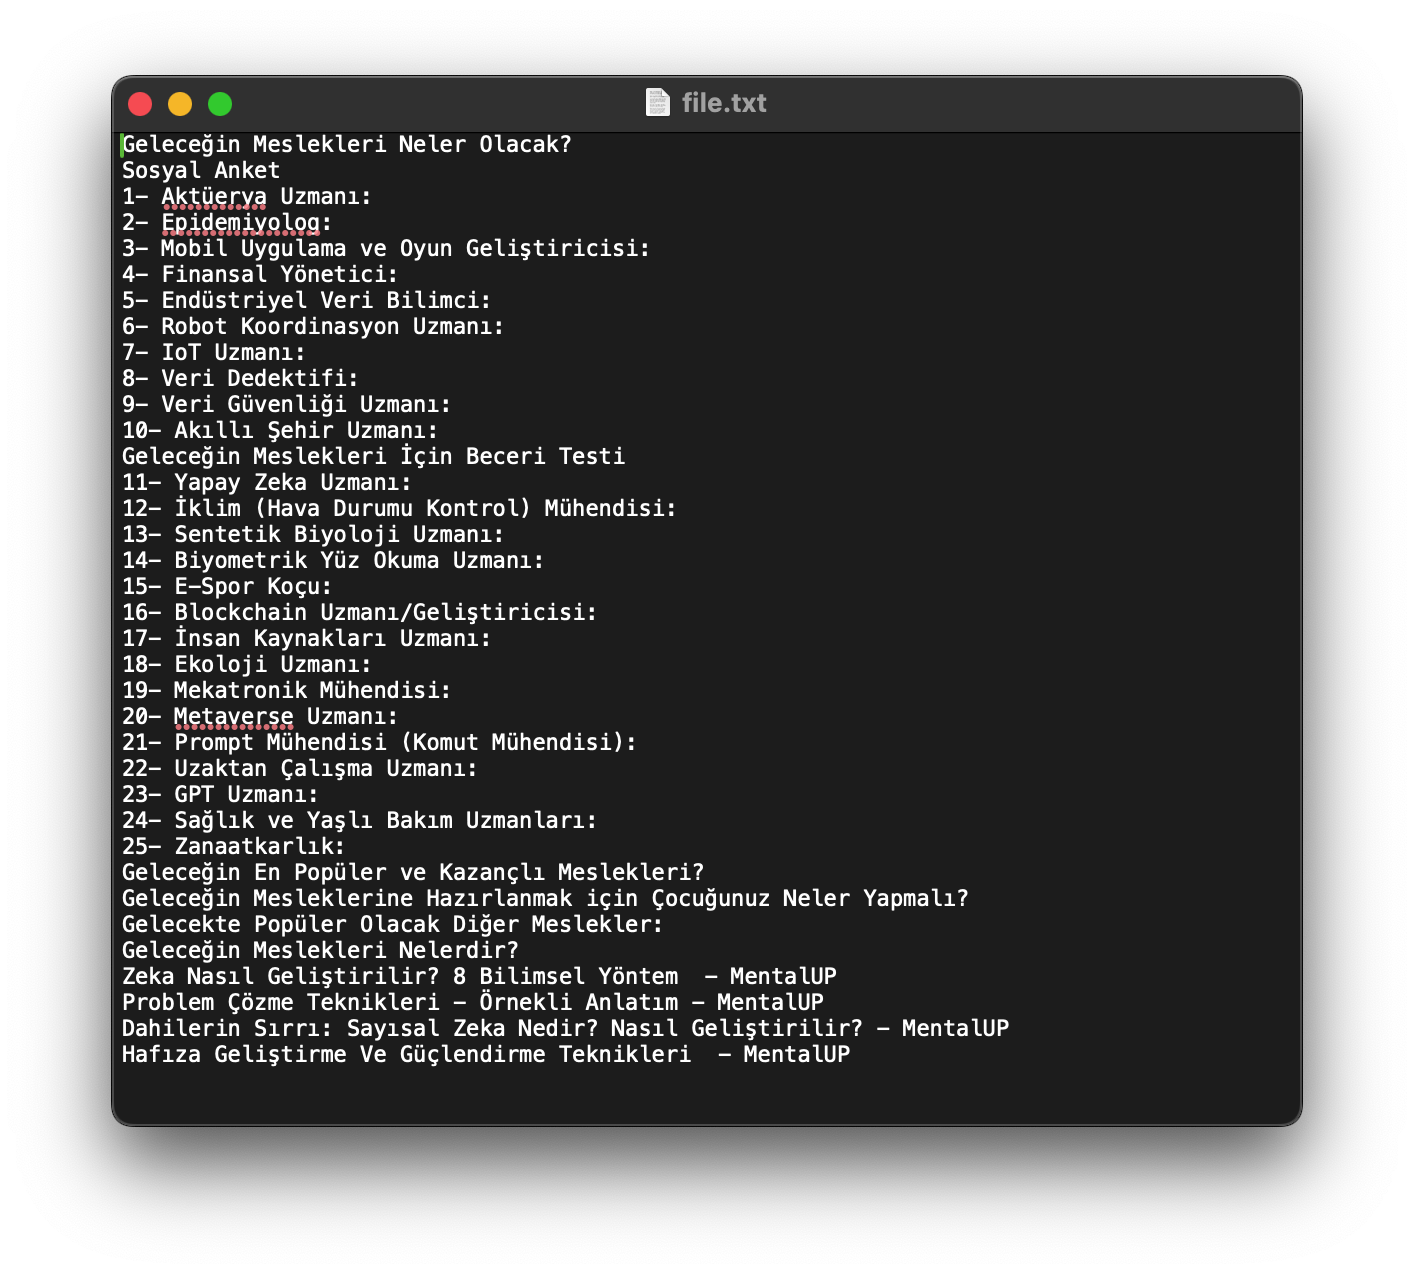 file.txt
Geleceğin Meslekleri Neler Olacak?
Sosyal Anket
1- Aktüerya Uzmanı:
2- Epidemiyolog:
3- Mobil Uygulama ve Oyun Geliştiricisi:
4- Finansal Yönetici:
5- Endüstriyel Veri Bilimci:
6- Robot Koordinasyon Uzmanı:
7- IoT Uzmanı:
8- Veri Dedektifi:
9- Veri Güvenliği Uzmanı:
10- Akıllı Şehir Uzmanı:
Geleceğin Meslekleri İçin Beceri Testi
11- Yapay Zeka Uzmanı:
12- İklim (Hava Durumu Kontrol) Mühendisi:
13- Sentetik Biyoloji Uzmanı:
14- Biyometrik Yüz Okuma Uzmanı:
15- E-Spor Koçu:
16- Blockchain Uzmanı/Geliştiricisi:
17- İnsan Kaynakları Uzmanı:
18- Ekoloji Uzmanı:
19- Mekatronik Mühendisi:
20- Metaverse Uzmanı:
21- Prompt Mühendisi (Komut Mühendisi):
22- Uzaktan Çalışma Uzmanı:
23- GPT Uzmanı:
24- Sağlık ve Yaşlı Bakım Uzmanları:
25- Zanaatkarlık:
Geleceğin En Popüler ve Kazançlı Meslekleri?
Geleceğin Mesleklerine Hazırlanmak için Çocuğunuz Neler Yapmalı?
Gelecekte Popüler Olacak Diğer Meslekler:
Geleceğin Meslekleri Nelerdir?
Zeka Nasıl Geliştirilir? 8 Bilimsel Yöntem  - MentalUP
Problem Çözme Teknikleri - Örnekli Anlatım - MentalUP
Dahilerin Sırrı: Sayısal Zeka Nedir? Nasıl Geliştirilir? - MentalUP
Hafıza Geliştirme Ve Güçlendirme Teknikleri  - MentalUP